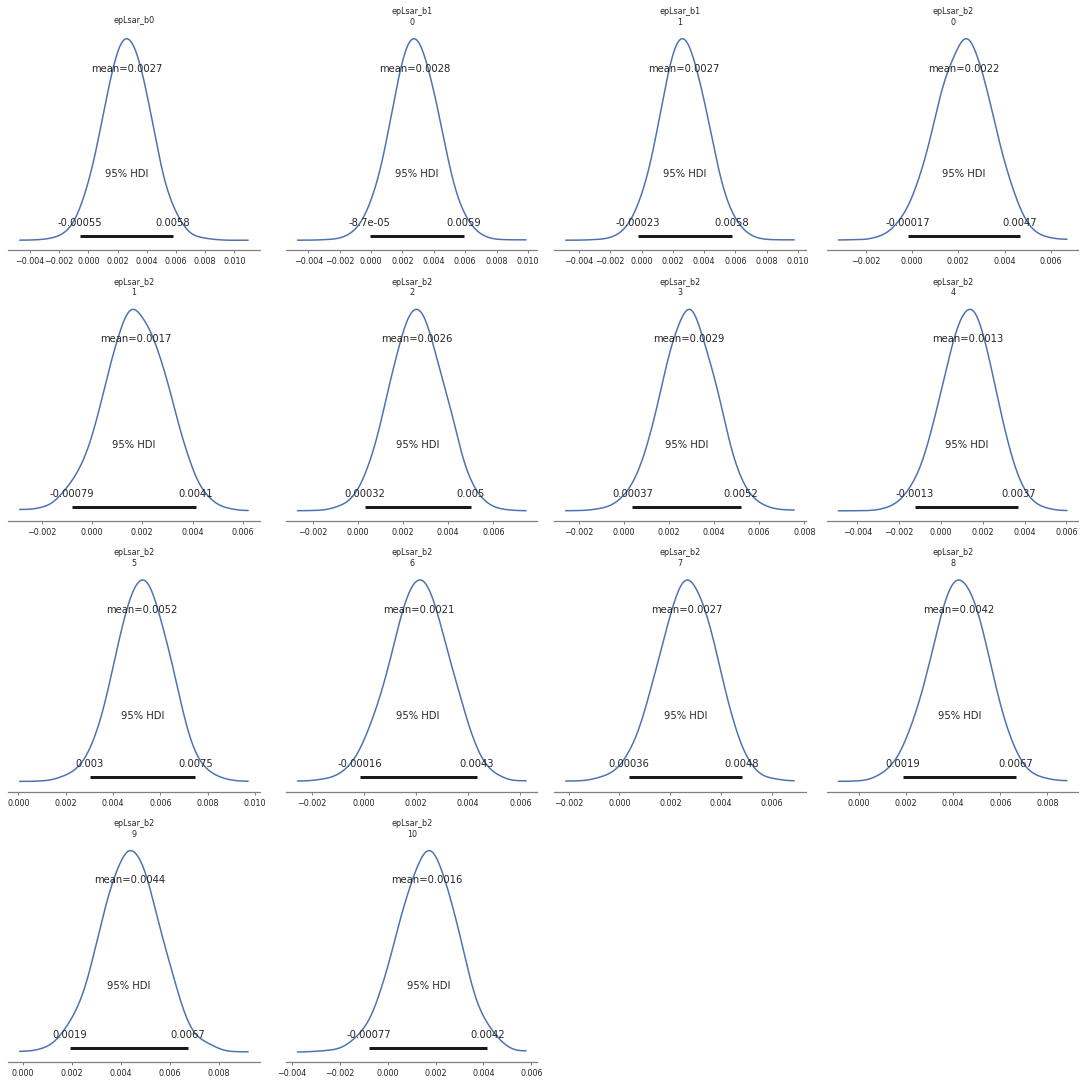 epLsar_b0
mean=0.0027
95% HDI
-0.00055 0.0058
−0.004 −0.002 0.000 0.002 0.004 0.006 0.008 0.010
epLsar_b1
0
mean=0.0028
95% HDI
-8.7e-05 0.0059
−0.004 −0.002 0.000 0.002 0.004 0.006 0.008 0.010
epLsar_b1
1
mean=0.0027
95% HDI
-0.00023 0.0058
−0.004 −0.002 0.000 0.002 0.004 0.006 0.008 0.010
epLsar_b2
0
mean=0.0022
95% HDI
-0.00017 0.0047
−0.002 0.000 0.002 0.004 0.006
epLsar_b2
1
mean=0.0017
95% HDI
-0.00079 0.0041
−0.002 0.000 0.002 0.004 0.006
epLsar_b2
2
mean=0.0026
95% HDI
0.00032 0.005
−0.002 0.000 0.002 0.004 0.006
epLsar_b2
3
mean=0.0029
95% HDI
0.00037 0.0052
−0.002 0.000 0.002 0.004 0.006 0.008
epLsar_b2
4
mean=0.0013
95% HDI
-0.0013 0.0037
−0.004 −0.002 0.000 0.002 0.004 0.006
epLsar_b2
5
mean=0.0052
95% HDI
0.003 0.0075
0.000 0.002 0.004 0.006 0.008 0.010
epLsar_b2
6
mean=0.0021
95% HDI
-0.00016 0.0043
−0.002 0.000 0.002 0.004 0.006
epLsar_b2
7
mean=0.0027
95% HDI
0.00036 0.0048
−0.002 0.000 0.002 0.004 0.006
epLsar_b2
8
mean=0.0042
95% HDI
0.0019 0.0067
0.000 0.002 0.004 0.006 0.008
epLsar_b2
9
mean=0.0044
95% HDI
0.0019 0.0067
0.000 0.002 0.004 0.006 0.008
epLsar_b2
10
mean=0.0016
95% HDI
-0.00077 0.0042
−0.004 −0.002 0.000 0.002 0.004 0.006